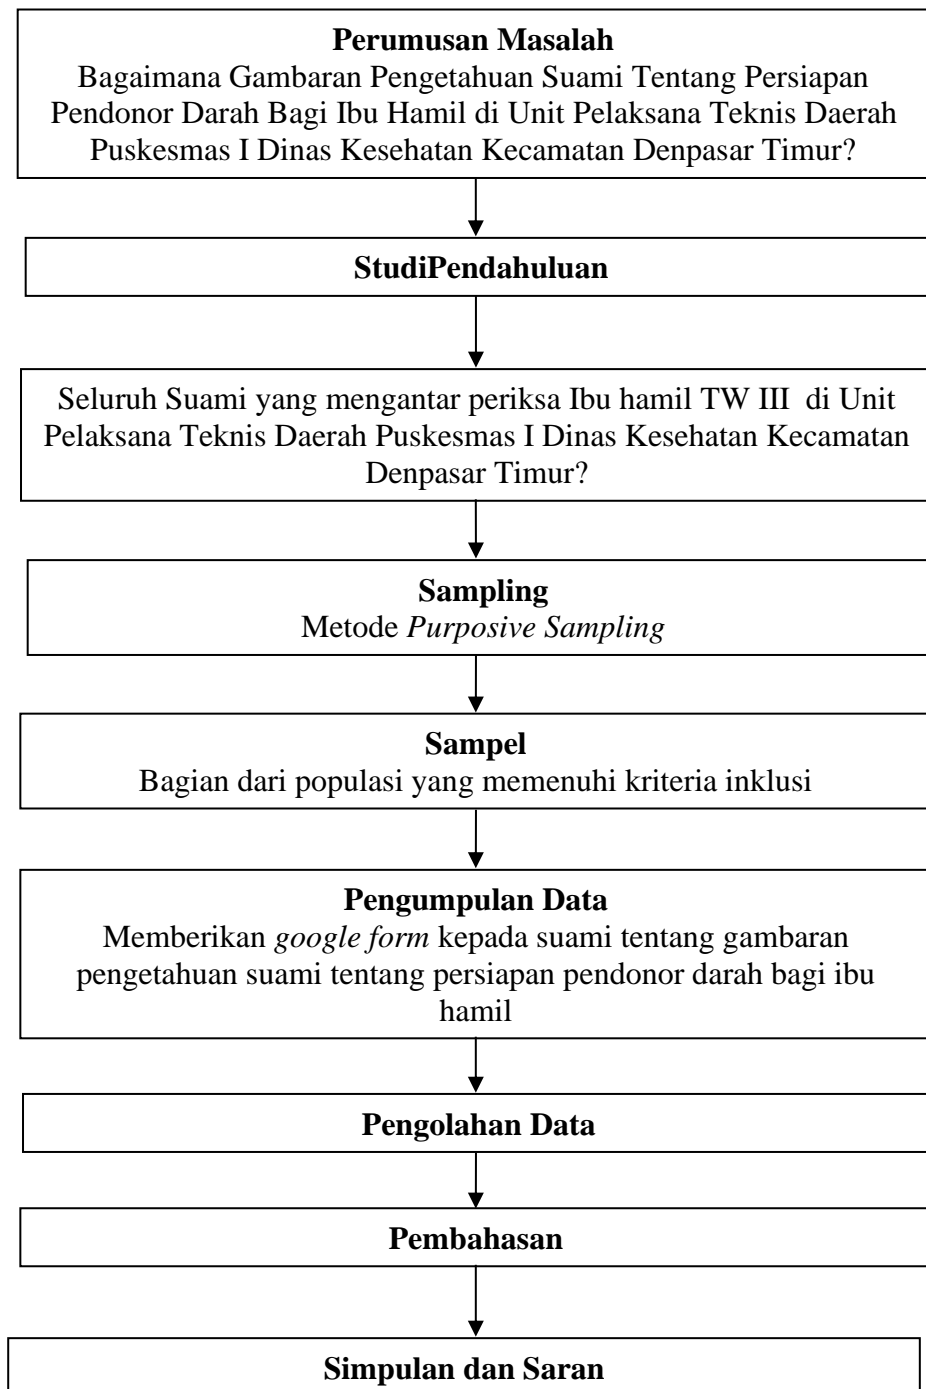 Perumusan Masalah
Bagaimana Gambaran Pengetahuan Suami Tentang Persiapan
Pendonor Darah Bagi Ibu Hamil di Unit Pelaksana Teknis Daerah
Puskesmas I Dinas Kesehatan Kecamatan Denpasar Timur?
StudiPendahuluan
Seluruh Suami yang mengantar periksa Ibu hamil TW III di Unit
Pelaksana Teknis Daerah Puskesmas I Dinas Kesehatan Kecamatan
Denpasar Timur?
Sampling
Metode Purposive Sampling
Sampel
Bagian dari populasi yang memenuhi kriteria inklusi
Pengumpulan Data
Memberikan google form kepada suami tentang gambaran
pengetahuan suami tentang persiapan pendonor darah bagi ibu
hamil
Pengolahan Data
Pembahasan
Simpulan dan Saran